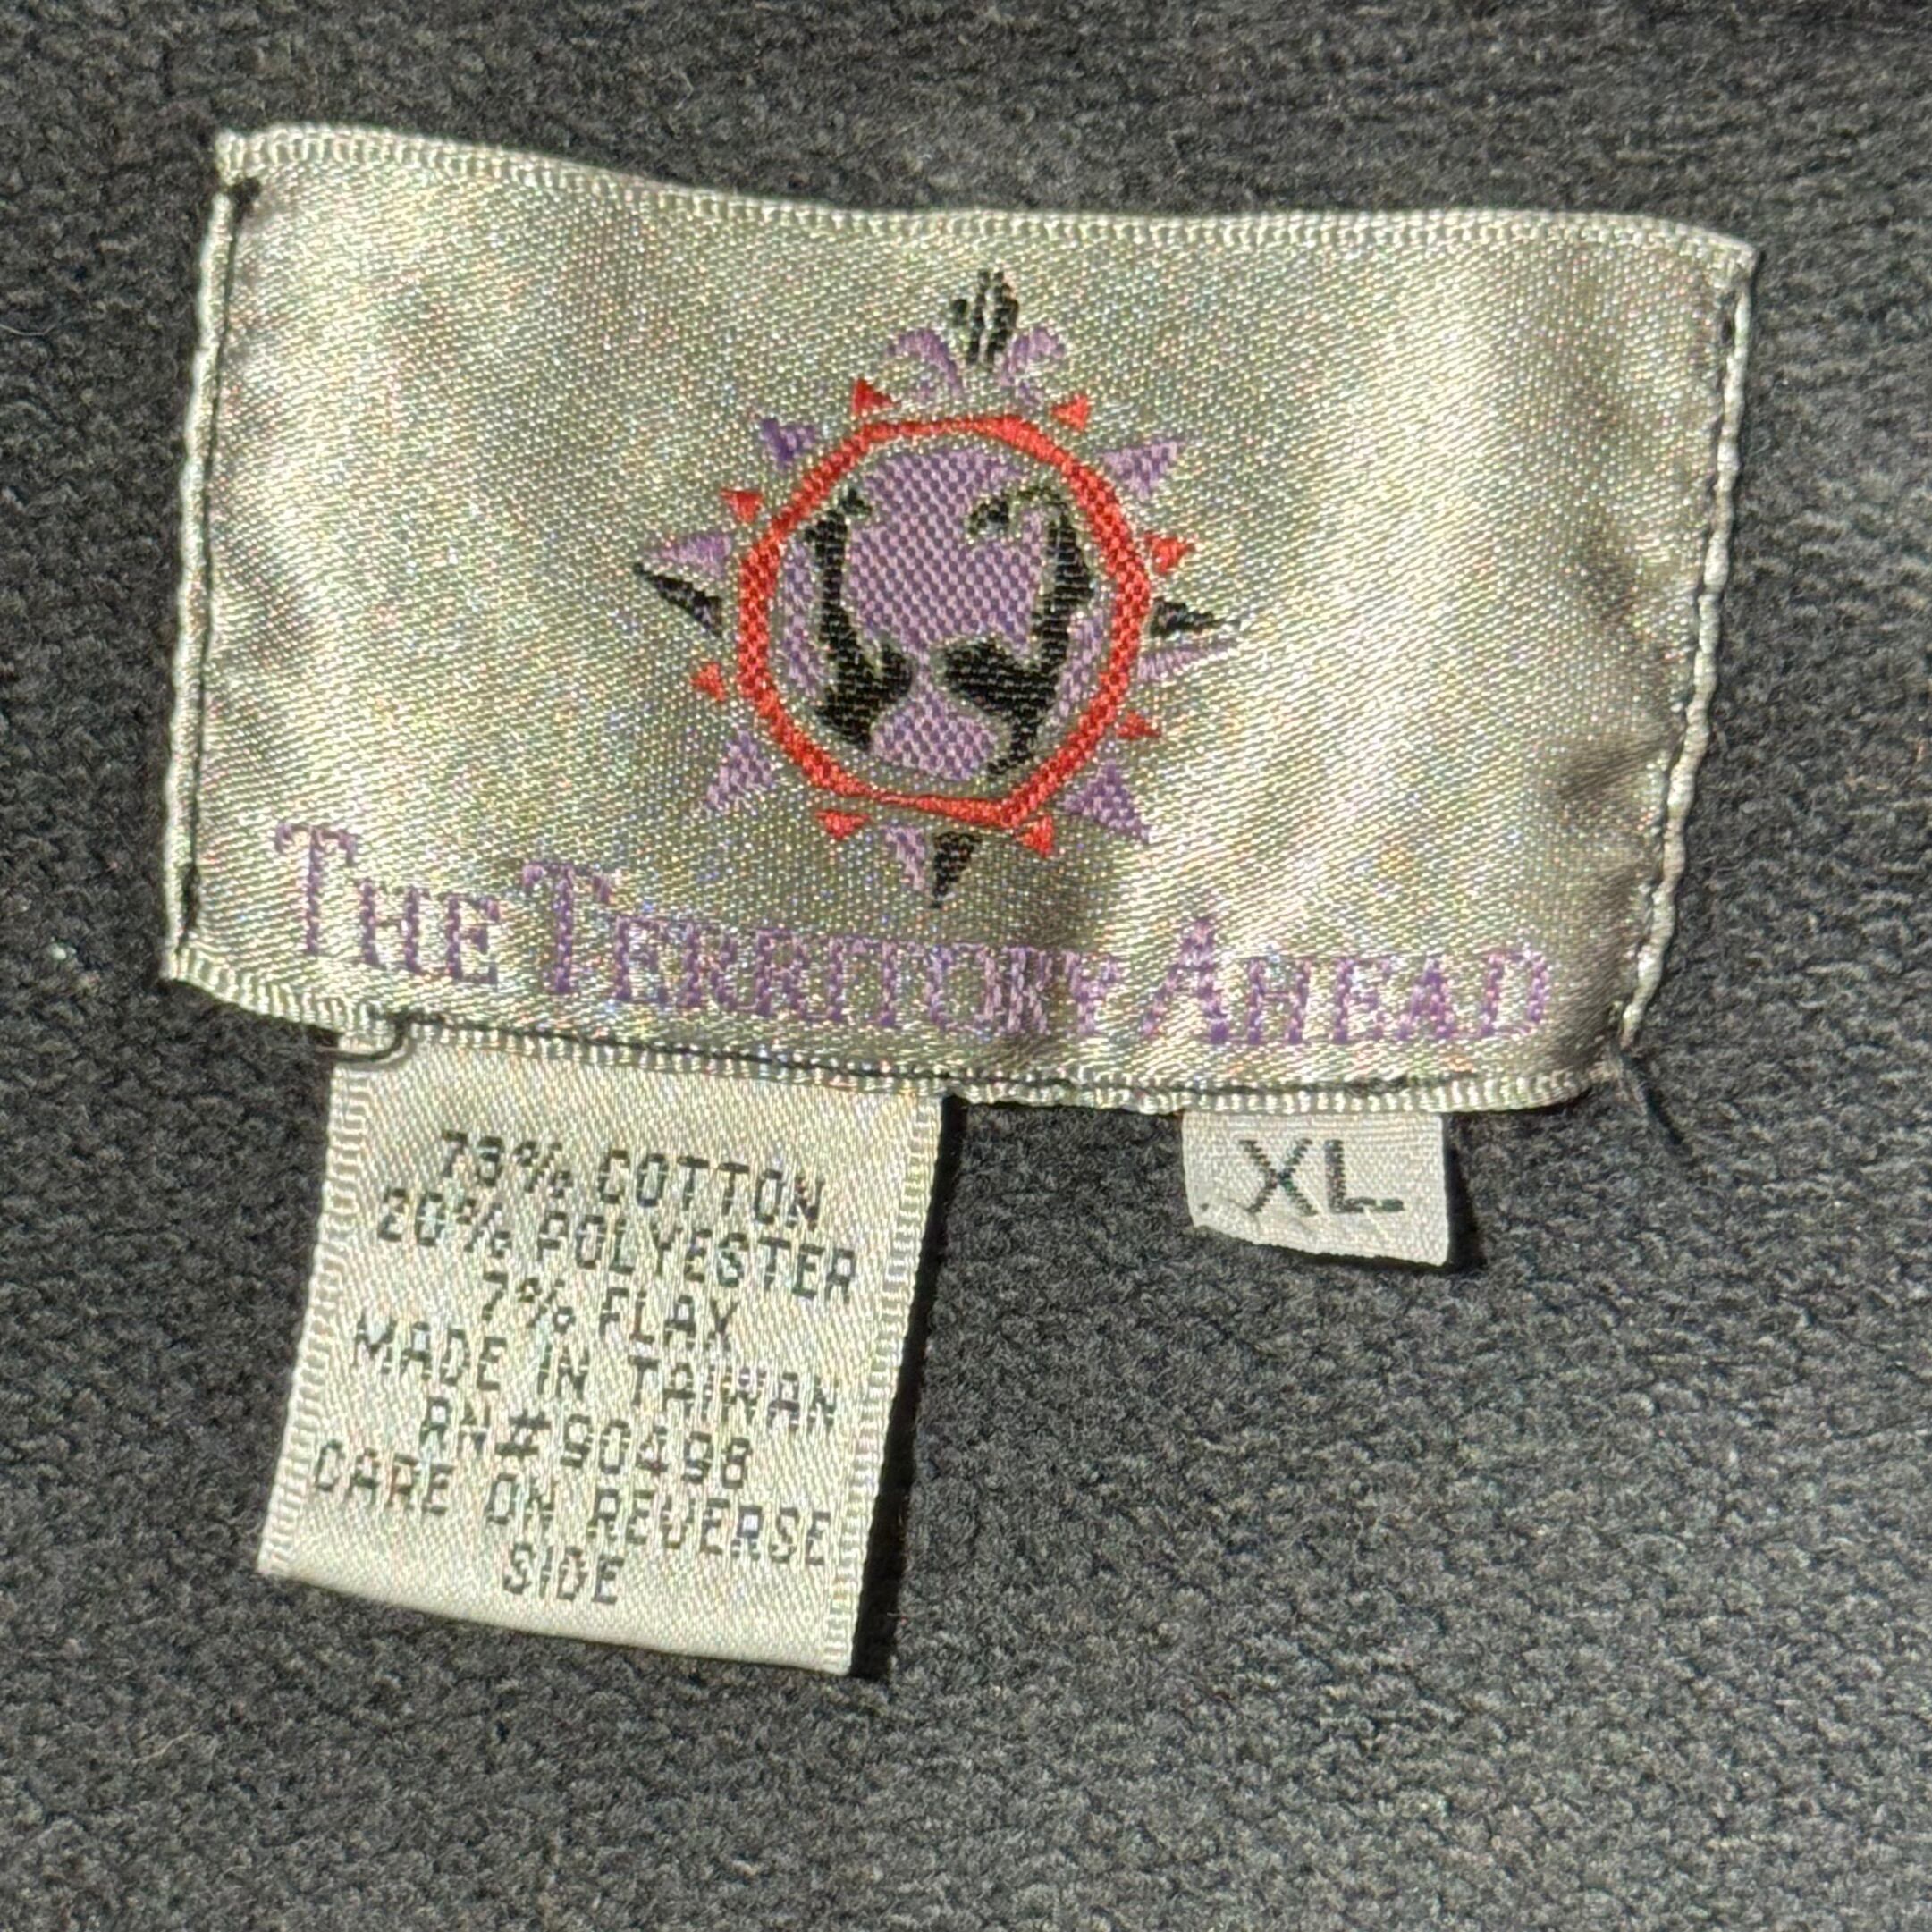 THE TERRITORY AHEAD
XL
73% COTTON
20% POLYESTER
7% FLAX
MADE IN TAIWAN
RN#90498
CARE ON REVERSE
SIDE